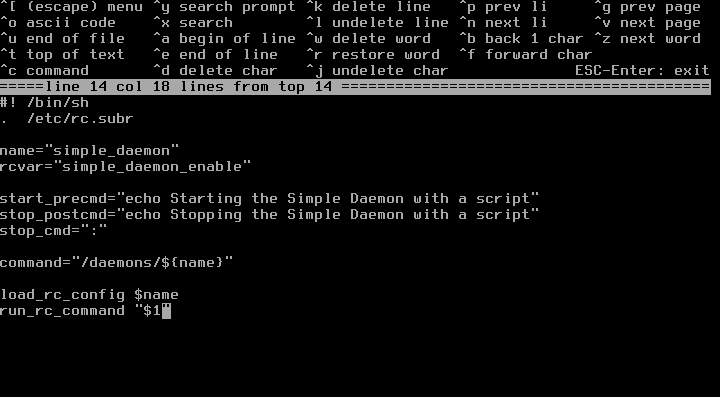 ^[ (escape) menu ^y search prompt ^k delete line ^p prev li ^g prev page
^o ascii code ^x search ^l undelete line ^n next li ^v next page
^u end of file ^a begin of line ^w delete word ^b back 1 char ^z next word
^t top of text ^e end of line ^r restore word ^f forward char
^c command ^d delete char ^j undelete char ESC-Enter: exit
=====line 14 col 18 lines from top 14 ==========================================
#! /bin/sh
. /etc/rc.subr
name="simple_daemon"
rcvar="simple_daemon_enable"
start_precmd="echo Starting the Simple Daemon with a script"
stop_postcmd="echo Stopping the Simple Daemon with a script"
stop_cmd=":"
command="/daemons/${name}"
load_rc_config $name
run_rc_command "$1"